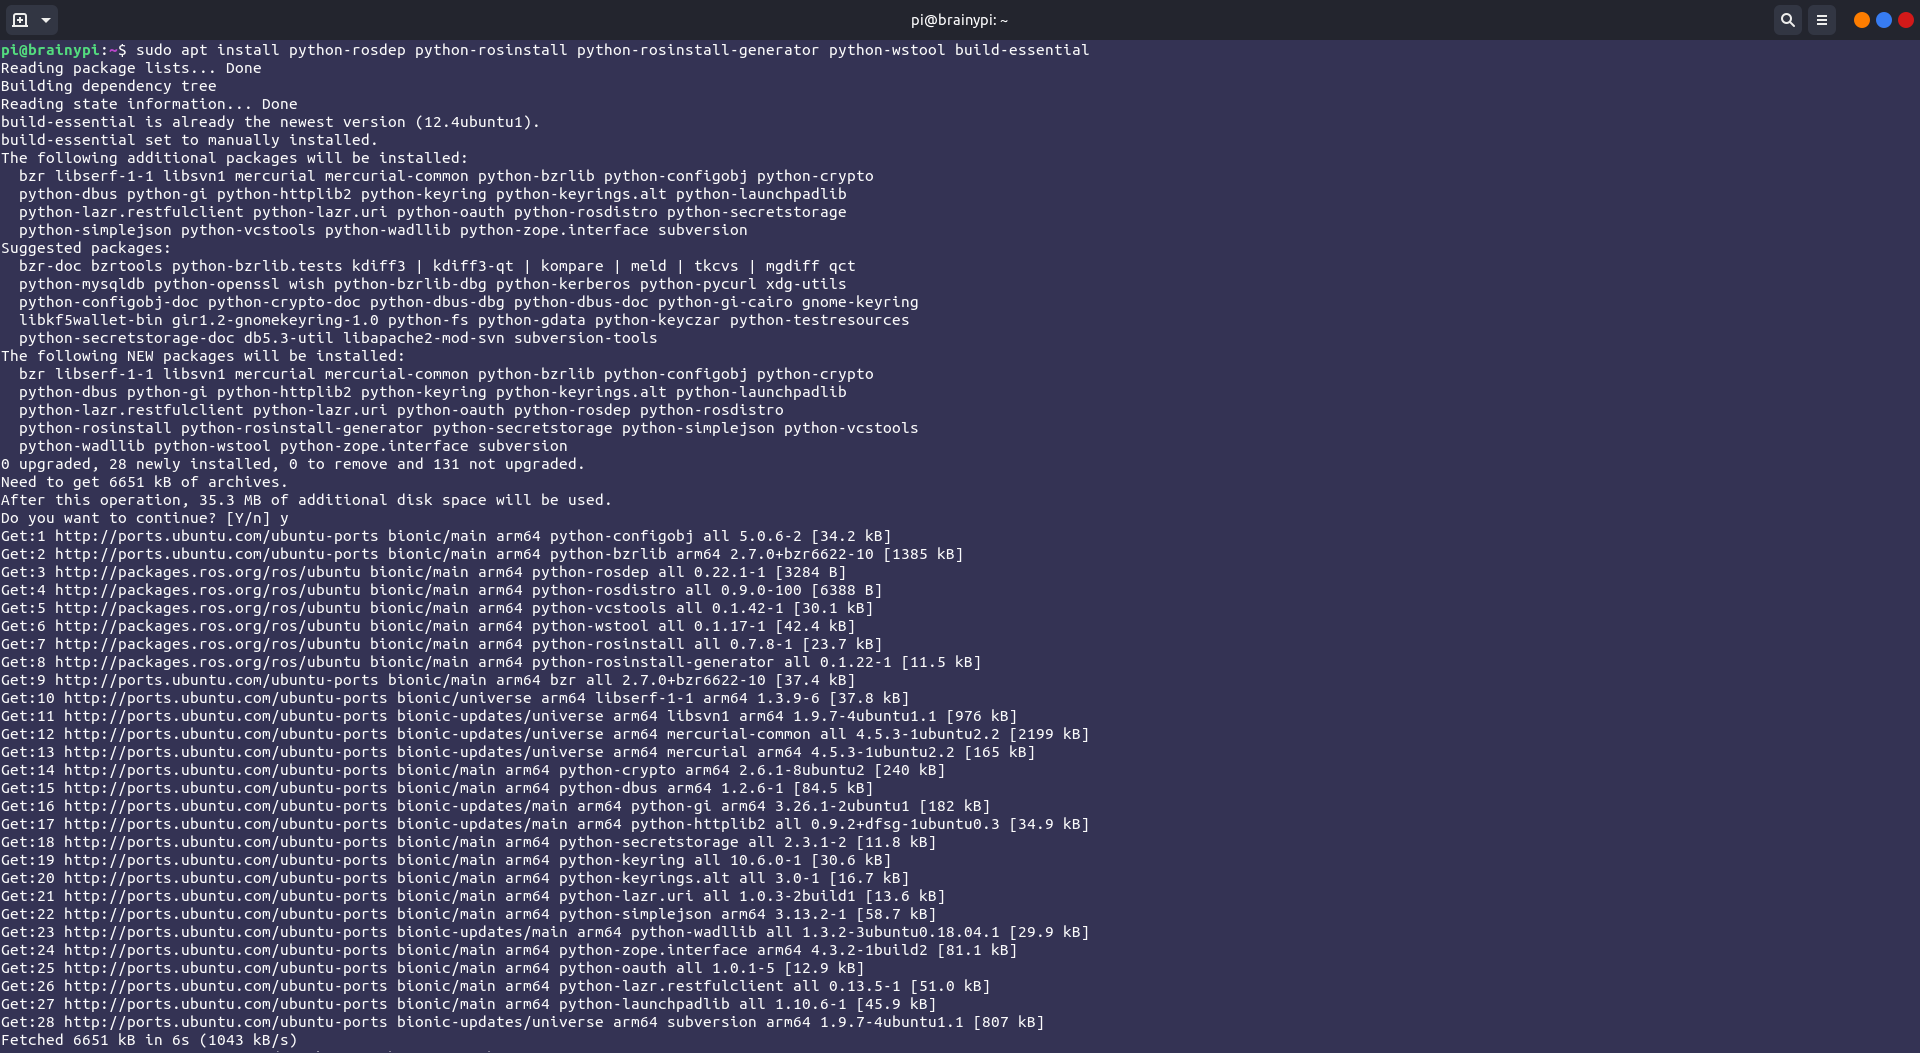 pi@brainypi: ~
pi@brainypi:~$ sudo apt install python-rosdep python-rosinstall python-rosinstall-generator python-wstool build-essential
Reading package lists... Done
Building dependency tree
Reading state information... Done
build-essential is already the newest version (12.4ubuntu1).
build-essential set to manually installed.
The following additional packages will be installed:
  bzr libserf-1-1 libsvn1 mercurial mercurial-common python-bzrlib python-configobj python-crypto
  python-dbus python-gi python-httplib2 python-keyring python-keyrings.alt python-launchpadlib
  python-lazr.restfulclient python-lazr.uri python-oauth python-rosdistro python-secretstorage
  python-simplejson python-vcstools python-wadllib python-zope.interface subversion
Suggested packages:
  bzr-doc bzrtools python-bzrlib.tests kdiff3 | kdiff3-qt | kompare | meld | tkcvs | mgdiff qct
  python-mysqldb python-openssl wish python-bzrlib-dbg python-kerberos python-pycurl xdg-utils
  python-configobj-doc python-crypto-doc python-dbus-dbg python-dbus-doc python-gi-cairo gnome-keyring
  libkf5wallet-bin gir1.2-gnomekeyring-1.0 python-fs python-gdata python-keyczar python-testresources
  python-secretstorage-doc db5.3-util libapache2-mod-svn subversion-tools
The following NEW packages will be installed:
  bzr libserf-1-1 libsvn1 mercurial mercurial-common python-bzrlib python-configobj python-crypto
  python-dbus python-gi python-httplib2 python-keyring python-keyrings.alt python-launchpadlib
  python-lazr.restfulclient python-lazr.uri python-oauth python-rosdep python-rosdistro
  python-rosinstall python-rosinstall-generator python-secretstorage python-simplejson python-vcstools
  python-wadllib python-wstool python-zope.interface subversion
0 upgraded, 28 newly installed, 0 to remove and 131 not upgraded.
Need to get 6651 kB of archives.
After this operation, 35.3 MB of additional disk space will be used.
Do you want to continue? [Y/n] y
Get:1 http://ports.ubuntu.com/ubuntu-ports bionic/main arm64 python-configobj all 5.0.6-2 [34.2 kB]
Get:2 http://ports.ubuntu.com/ubuntu-ports bionic/main arm64 python-bzrlib arm64 2.7.0+bzr6622-10 [1385 kB]
Get:3 http://packages.ros.org/ros/ubuntu bionic/main arm64 python-rosdep all 0.22.1-1 [3284 B]
Get:4 http://packages.ros.org/ros/ubuntu bionic/main arm64 python-rosdistro all 0.9.0-100 [6388 B]
Get:5 http://packages.ros.org/ros/ubuntu bionic/main arm64 python-vcstools all 0.1.42-1 [30.1 kB]
Get:6 http://packages.ros.org/ros/ubuntu bionic/main arm64 python-wstool all 0.1.17-1 [42.4 kB]
Get:7 http://packages.ros.org/ros/ubuntu bionic/main arm64 python-rosinstall all 0.7.8-1 [23.7 kB]
Get:8 http://packages.ros.org/ros/ubuntu bionic/main arm64 python-rosinstall-generator all 0.1.22-1 [11.5 kB]
Get:9 http://ports.ubuntu.com/ubuntu-ports bionic/main arm64 bzr all 2.7.0+bzr6622-10 [37.4 kB]
Get:10 http://ports.ubuntu.com/ubuntu-ports bionic/universe arm64 libserf-1-1 arm64 1.3.9-6 [37.8 kB]
Get:11 http://ports.ubuntu.com/ubuntu-ports bionic-updates/universe arm64 libsvn1 arm64 1.9.7-4ubuntu1.1 [976 kB]
Get:12 http://ports.ubuntu.com/ubuntu-ports bionic-updates/universe arm64 mercurial-common all 4.5.3-1ubuntu2.2 [2199 kB]
Get:13 http://ports.ubuntu.com/ubuntu-ports bionic-updates/universe arm64 mercurial arm64 4.5.3-1ubuntu2.2 [165 kB]
Get:14 http://ports.ubuntu.com/ubuntu-ports bionic/main arm64 python-crypto arm64 2.6.1-8ubuntu2 [240 kB]
Get:15 http://ports.ubuntu.com/ubuntu-ports bionic/main arm64 python-dbus arm64 1.2.6-1 [84.5 kB]
Get:16 http://ports.ubuntu.com/ubuntu-ports bionic-updates/main arm64 python-gi arm64 3.26.1-2ubuntu1 [182 kB]
Get:17 http://ports.ubuntu.com/ubuntu-ports bionic-updates/main arm64 python-httplib2 all 0.9.2+dfsg-1ubuntu0.3 [34.9 kB]
Get:18 http://ports.ubuntu.com/ubuntu-ports bionic/main arm64 python-secretstorage all 2.3.1-2 [11.8 kB]
Get:19 http://ports.ubuntu.com/ubuntu-ports bionic/main arm64 python-keyring all 10.6.0-1 [30.6 kB]
Get:20 http://ports.ubuntu.com/ubuntu-ports bionic/main arm64 python-keyrings.alt all 3.0-1 [16.7 kB]
Get:21 http://ports.ubuntu.com/ubuntu-ports bionic/main arm64 python-lazr.uri all 1.0.3-2build1 [13.6 kB]
Get:22 http://ports.ubuntu.com/ubuntu-ports bionic/main arm64 python-simplejson arm64 3.13.2-1 [58.7 kB]
Get:23 http://ports.ubuntu.com/ubuntu-ports bionic-updates/main arm64 python-wadllib all 1.3.2-3ubuntu0.18.04.1 [29.9 kB]
Get:24 http://ports.ubuntu.com/ubuntu-ports bionic/main arm64 python-zope.interface arm64 4.3.2-1build2 [81.1 kB]
Get:25 http://ports.ubuntu.com/ubuntu-ports bionic/main arm64 python-oauth all 1.0.1-5 [12.9 kB]
Get:26 http://ports.ubuntu.com/ubuntu-ports bionic/main arm64 python-lazr.restfulclient all 0.13.5-1 [51.0 kB]
Get:27 http://ports.ubuntu.com/ubuntu-ports bionic/main arm64 python-launchpadlib all 1.10.6-1 [45.9 kB]
Get:28 http://ports.ubuntu.com/ubuntu-ports bionic-updates/universe arm64 subversion arm64 1.9.7-4ubuntu1.1 [807 kB]
Fetched 6651 kB in 6s (1043 kB/s)